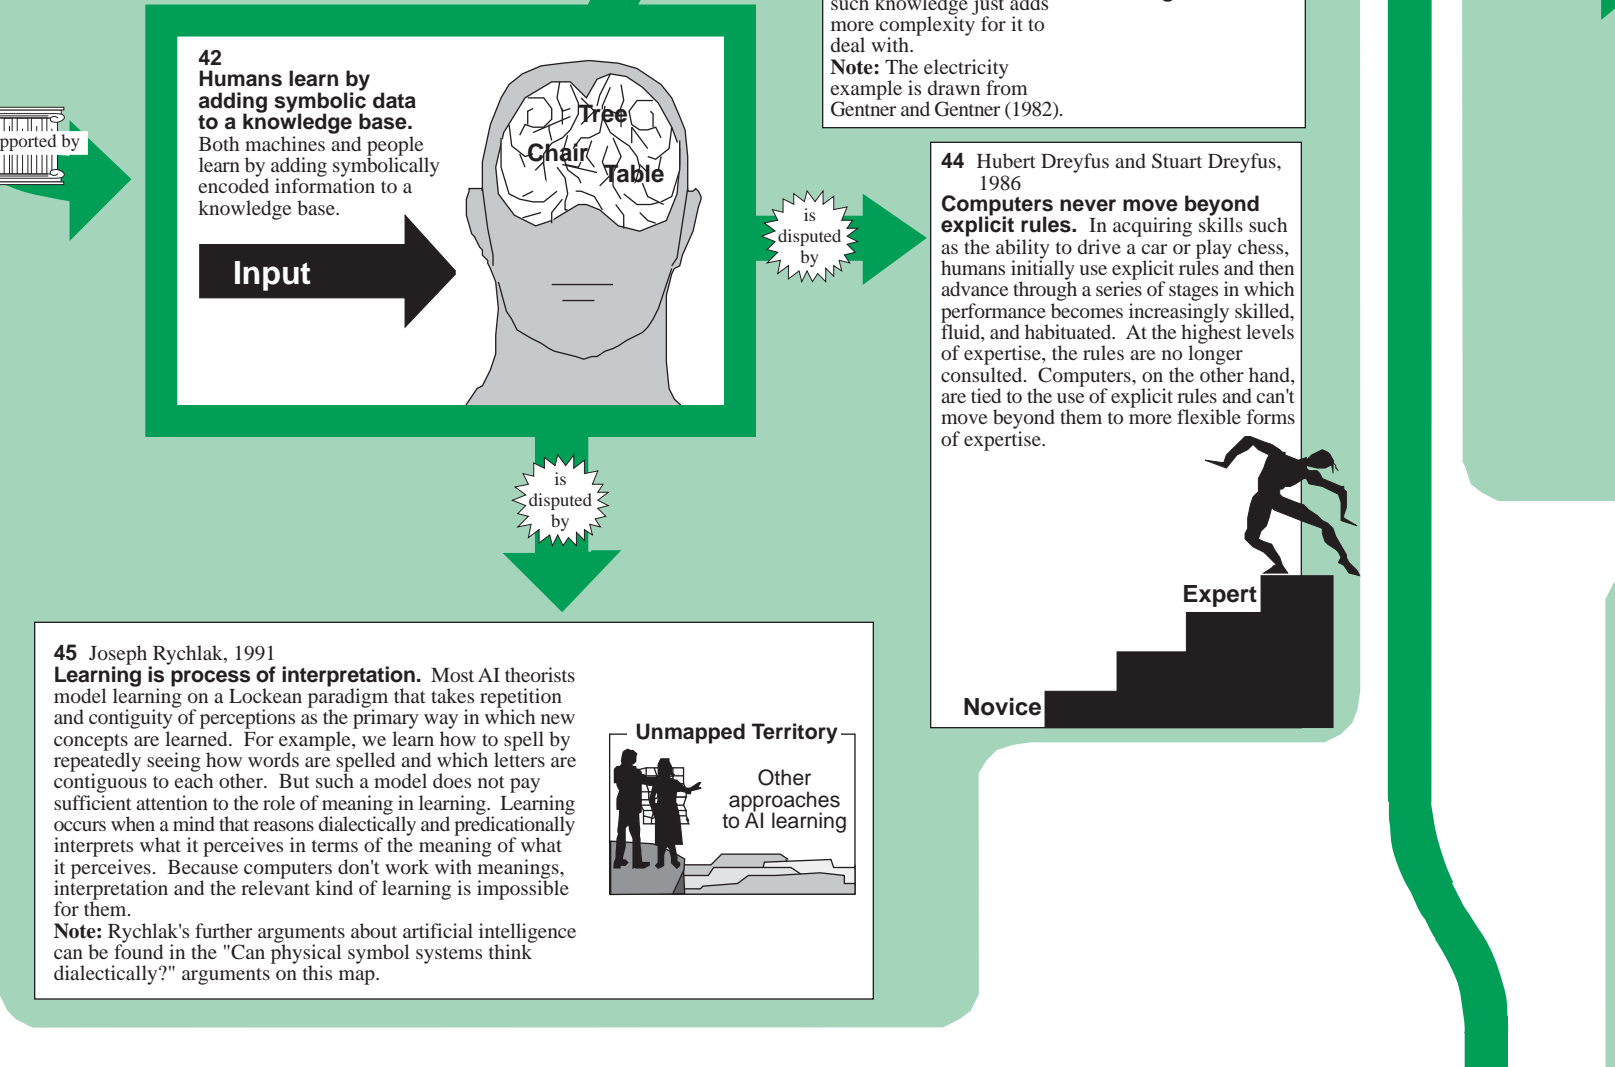 such knowledge just adds
more complexity for it to
deal with.
Note: The electricity
example is drawn from
Gentner and Gentner (1982).
42
Humans learn by
adding symbolic data
to a knowledge base.
Both machines and people
learn by adding symbolically
encoded information to a
knowledge base.
Input
Tree
Chair
Table
pported by
is
disputed
by
44 Hubert Dreyfus and Stuart Dreyfus,
1986
Computers never move beyond
explicit rules. In acquiring skills such
as the ability to drive a car or play chess,
humans initially use explicit rules and then
advance through a series of stages in which
performance becomes increasingly skilled,
fluid, and habituated. At the highest levels
of expertise, the rules are no longer
consulted. Computers, on the other hand,
are tied to the use of explicit rules and can't
move beyond them to more flexible forms
of expertise.
Expert
Novice
is
disputed
by
45 Joseph Rychlak, 1991
Learning is process of interpretation. Most AI theorists
model learning on a Lockean paradigm that takes repetition
and contiguity of perceptions as the primary way in which new
concepts are learned. For example, we learn how to spell by
repeatedly seeing how words are spelled and which letters are
contiguous to each other. But such a model does not pay
sufficient attention to the role of meaning in learning. Learning
occurs when a mind that reasons dialectically and predicationally
interprets what it perceives in terms of the meaning of what
it perceives. Because computers don't work with meanings,
interpretation and the relevant kind of learning is impossible
for them.
Note: Rychlak's further arguments about artificial intelligence
can be found in the "Can physical symbol systems think
dialectically?" arguments on this map.
Unmapped Territory
Other
approaches
to AI learning